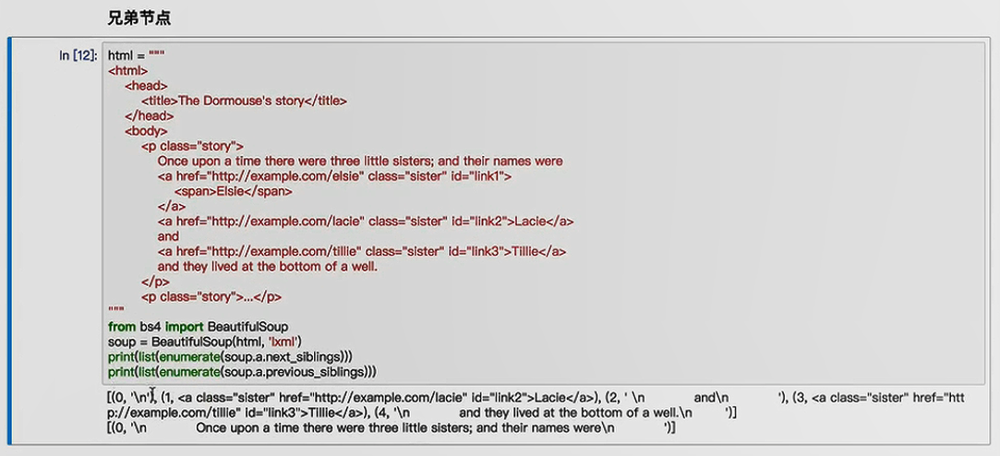 兄弟节点
In [12]: html = """
<html>
<head>
<title>The Dormouse's story</title>
</head>
<body>
<p class="story">
Once upon a time there were three little sisters; and their names were
<a href="http://example.com/elsie" class="sister" id="link1">
<span>Elsie</span>
</a>
<a href="http://example.com/lacie" class="sister" id="link2">Lacie</a>
and
<a href="http://example.com/tillie" class="sister" id="link3">Tillie</a>
and they lived at the bottom of a well.
</p>
<p class="story">...</p>
"""
from bs4 import BeautifulSoup
soup = BeautifulSoup(html, 'lxml')
print(list(enumerate(soup.a.next_siblings)))
print(list(enumerate(soup.a.previous_siblings)))
[(0, '\n'), (1, <a class="sister" href="http://example.com/lacie" id="link2">Lacie</a>), (2, ' \n and\n '), (3, <a class="sister" href="htt
p://example.com/tillie" id="link3">Tillie</a>), (4, '\n and they lived at the bottom of a well.\n ')]
[(0, '\n Once upon a time there were three little sisters; and their names were\n ')]